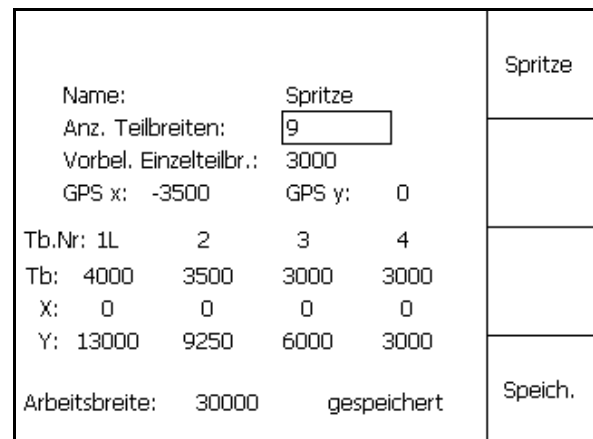 Spritze
Name: Spritze
Anz. Teilbreiten: 9
Vorbel. Einzelteilbr.: 3000
GPS x: -3500 GPS y: 0
Tb.Nr: 1L 2 3 4
Tb: 4000 3500 3000 3000
X: 0 0 0 0
Y: 13000 9250 6000 3000
Arbeitsbreite: 30000 gespeichert
Speich.